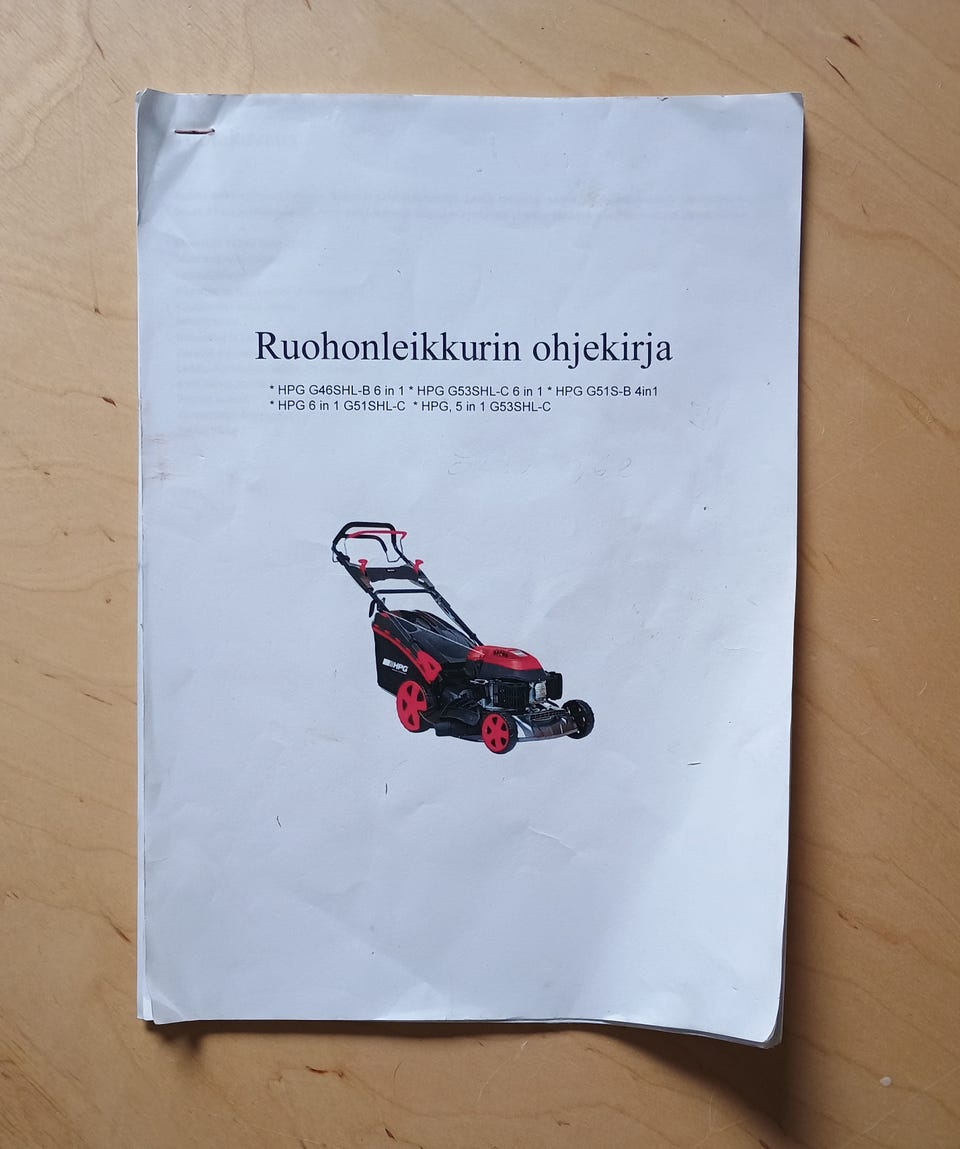 Ruohonleikkurin ohjekirja
* HPG G46SHL-B 6 in 1 * HPG G53SHL-C 6 in 1 * HPG G51S-B 4in1
* HPG 6 in 1 G51SHL-C * HPG, 5 in 1 G53SHL-C
HPG